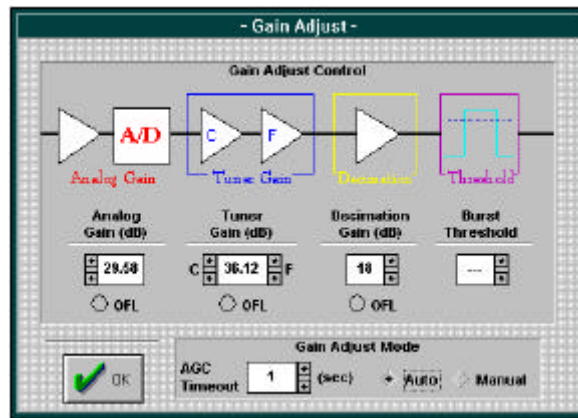 - Gain Adjust -
Gain Adjust Control
A/D
C
F
Analog Gain
Tuner Gain
Decimation
Threshold
Analog Gain (dB)
Tuner Gain (dB)
Decimation Gain (dB)
Burst Threshold
29.58
C 36.12 F
18
---
OFL
OFL
OFL
Gain Adjust Mode
OK
AGC Timeout 1 (sec) Auto Manual